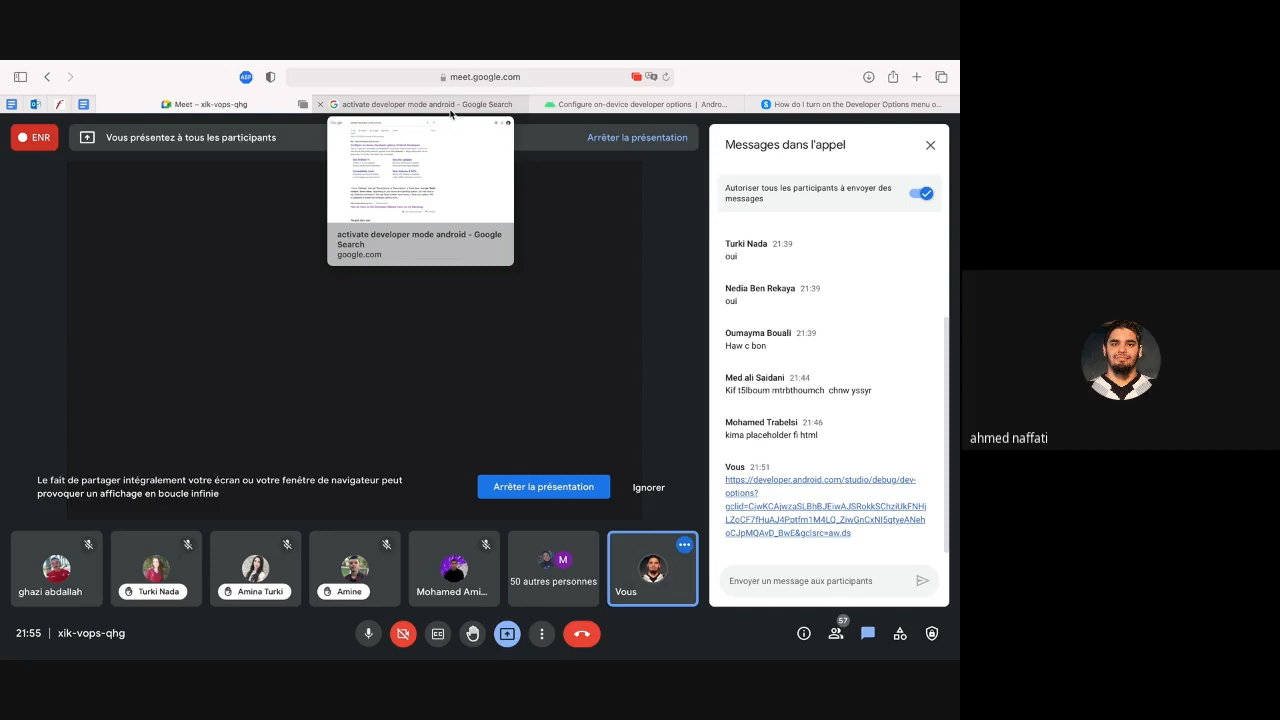 meet.google.com
Meet – xik-vops-qhg
activate developer mode android - Google Search
Configure on-device developer options | Andro...
How do I turn on the Developer Options menu o...
ENR
Vous présentez à tous les participants
Arrêter la présentation
activate developer mode android - Google
Search
google.com
Le fait de partager intégralement votre écran ou votre fenêtre de navigateur peut
provoquer un affichage en boucle infinie
Arrêter la présentation
Ignorer
Messages dans l'appel
Autoriser tous les participants à envoyer des
messages
Turki Nada 21:39
oui
Nedia Ben Rekaya 21:39
oui
Oumayma Bouali 21:39
Haw c bon
Med ali Saidani 21:44
Kif t5lboum mtrbthoumch chnw yssyr
Mohamed Trabelsi 21:46
kima placeholder fi html
Vous 21:51
https://developer.android.com/studio/debug/dev-
options?
Envoyer un message aux participants
ghazi abdallah
Turki Nada
Amina Turki
Amine
Mohamed Ami...
M
50 autres personnes
Vous
21:55 | xik-vops-qhg
57
ahmed naffati